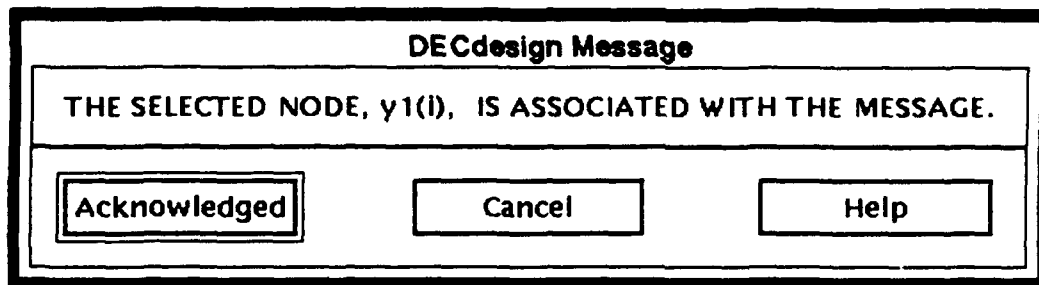 DECdesign Message
THE SELECTED NODE, y1(i), IS ASSOCIATED WITH THE MESSAGE.
Acknowledged Cancel Help